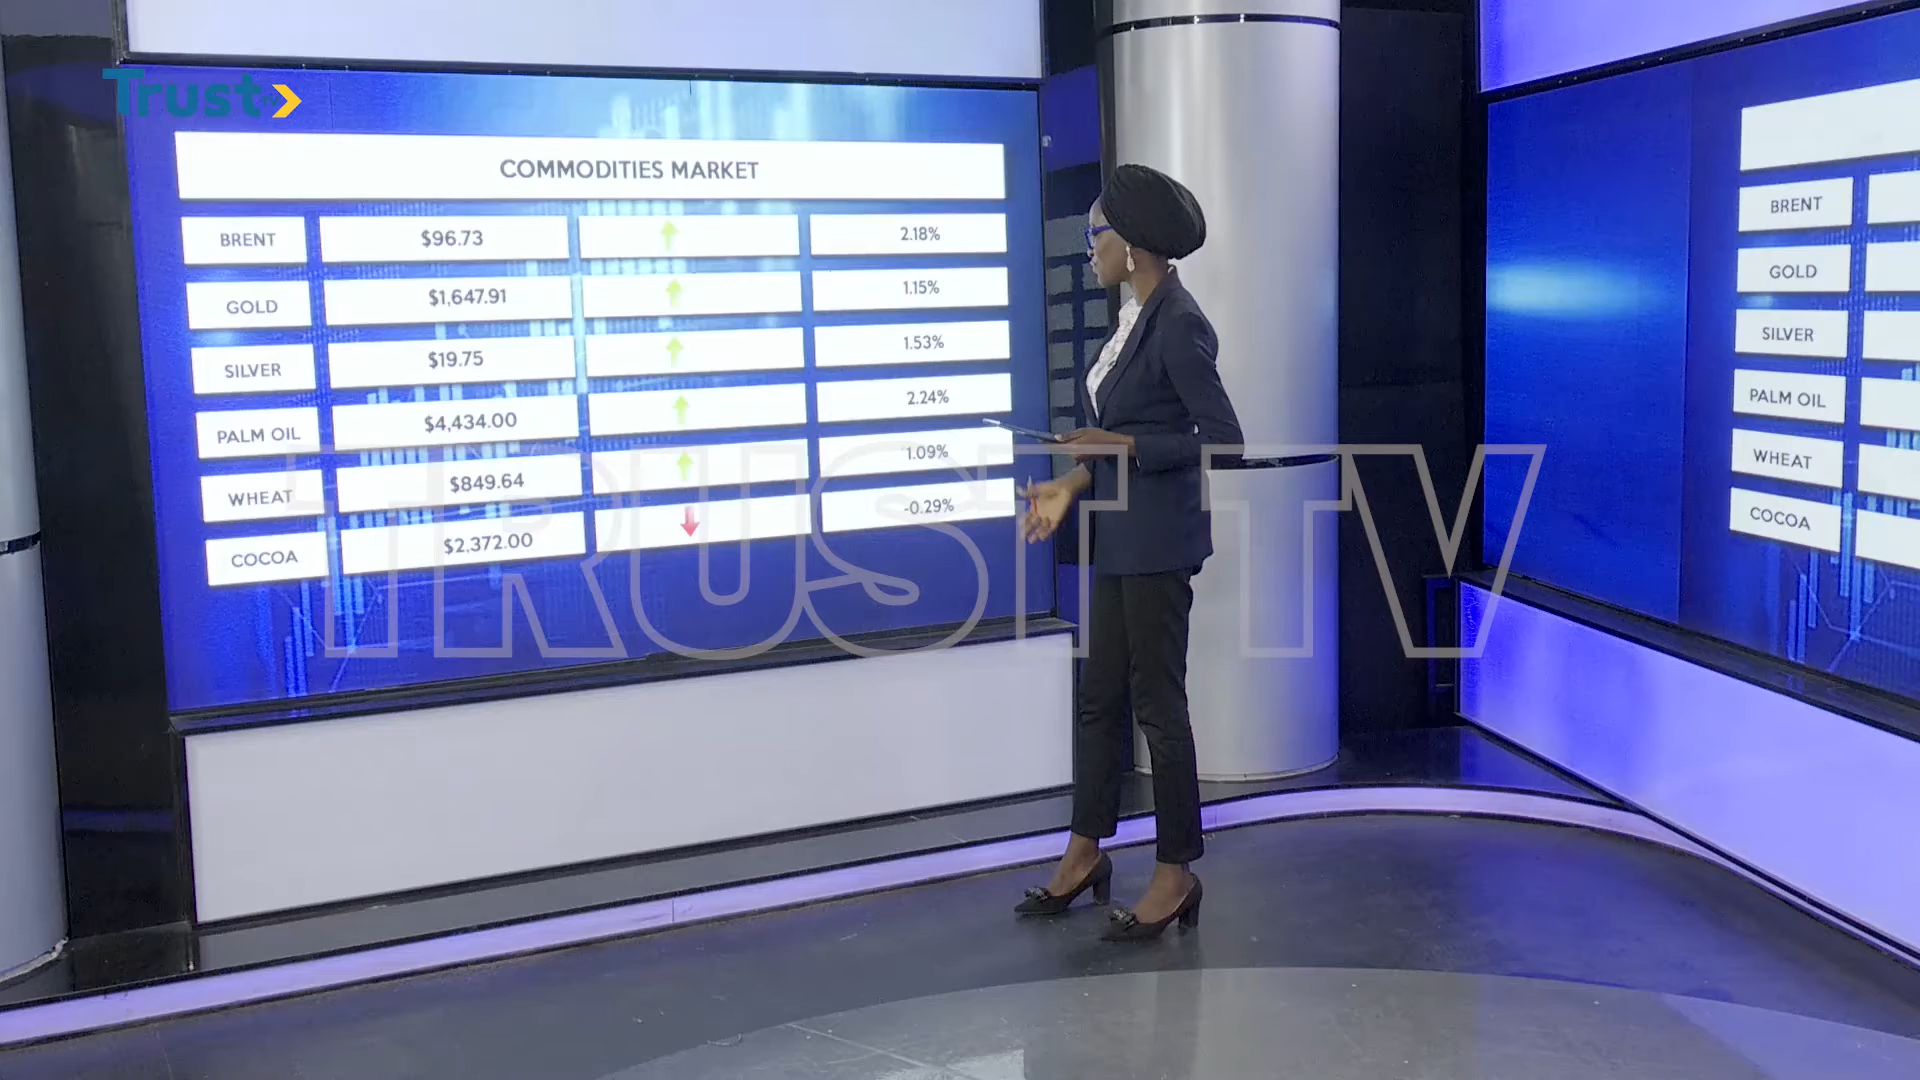 Trust TV
COMMODITIES MARKET
BRENT $96.73 2.18%
GOLD $1,647.91 1.15%
SILVER $19.75 1.53%
PALM OIL $4,434.00 2.24%
WHEAT $849.64 1.09%
COCOA $2,372.00 -0.29%
TRUST TV
BRENT
GOLD
SILVER
PALM OIL
WHEAT
COCOA